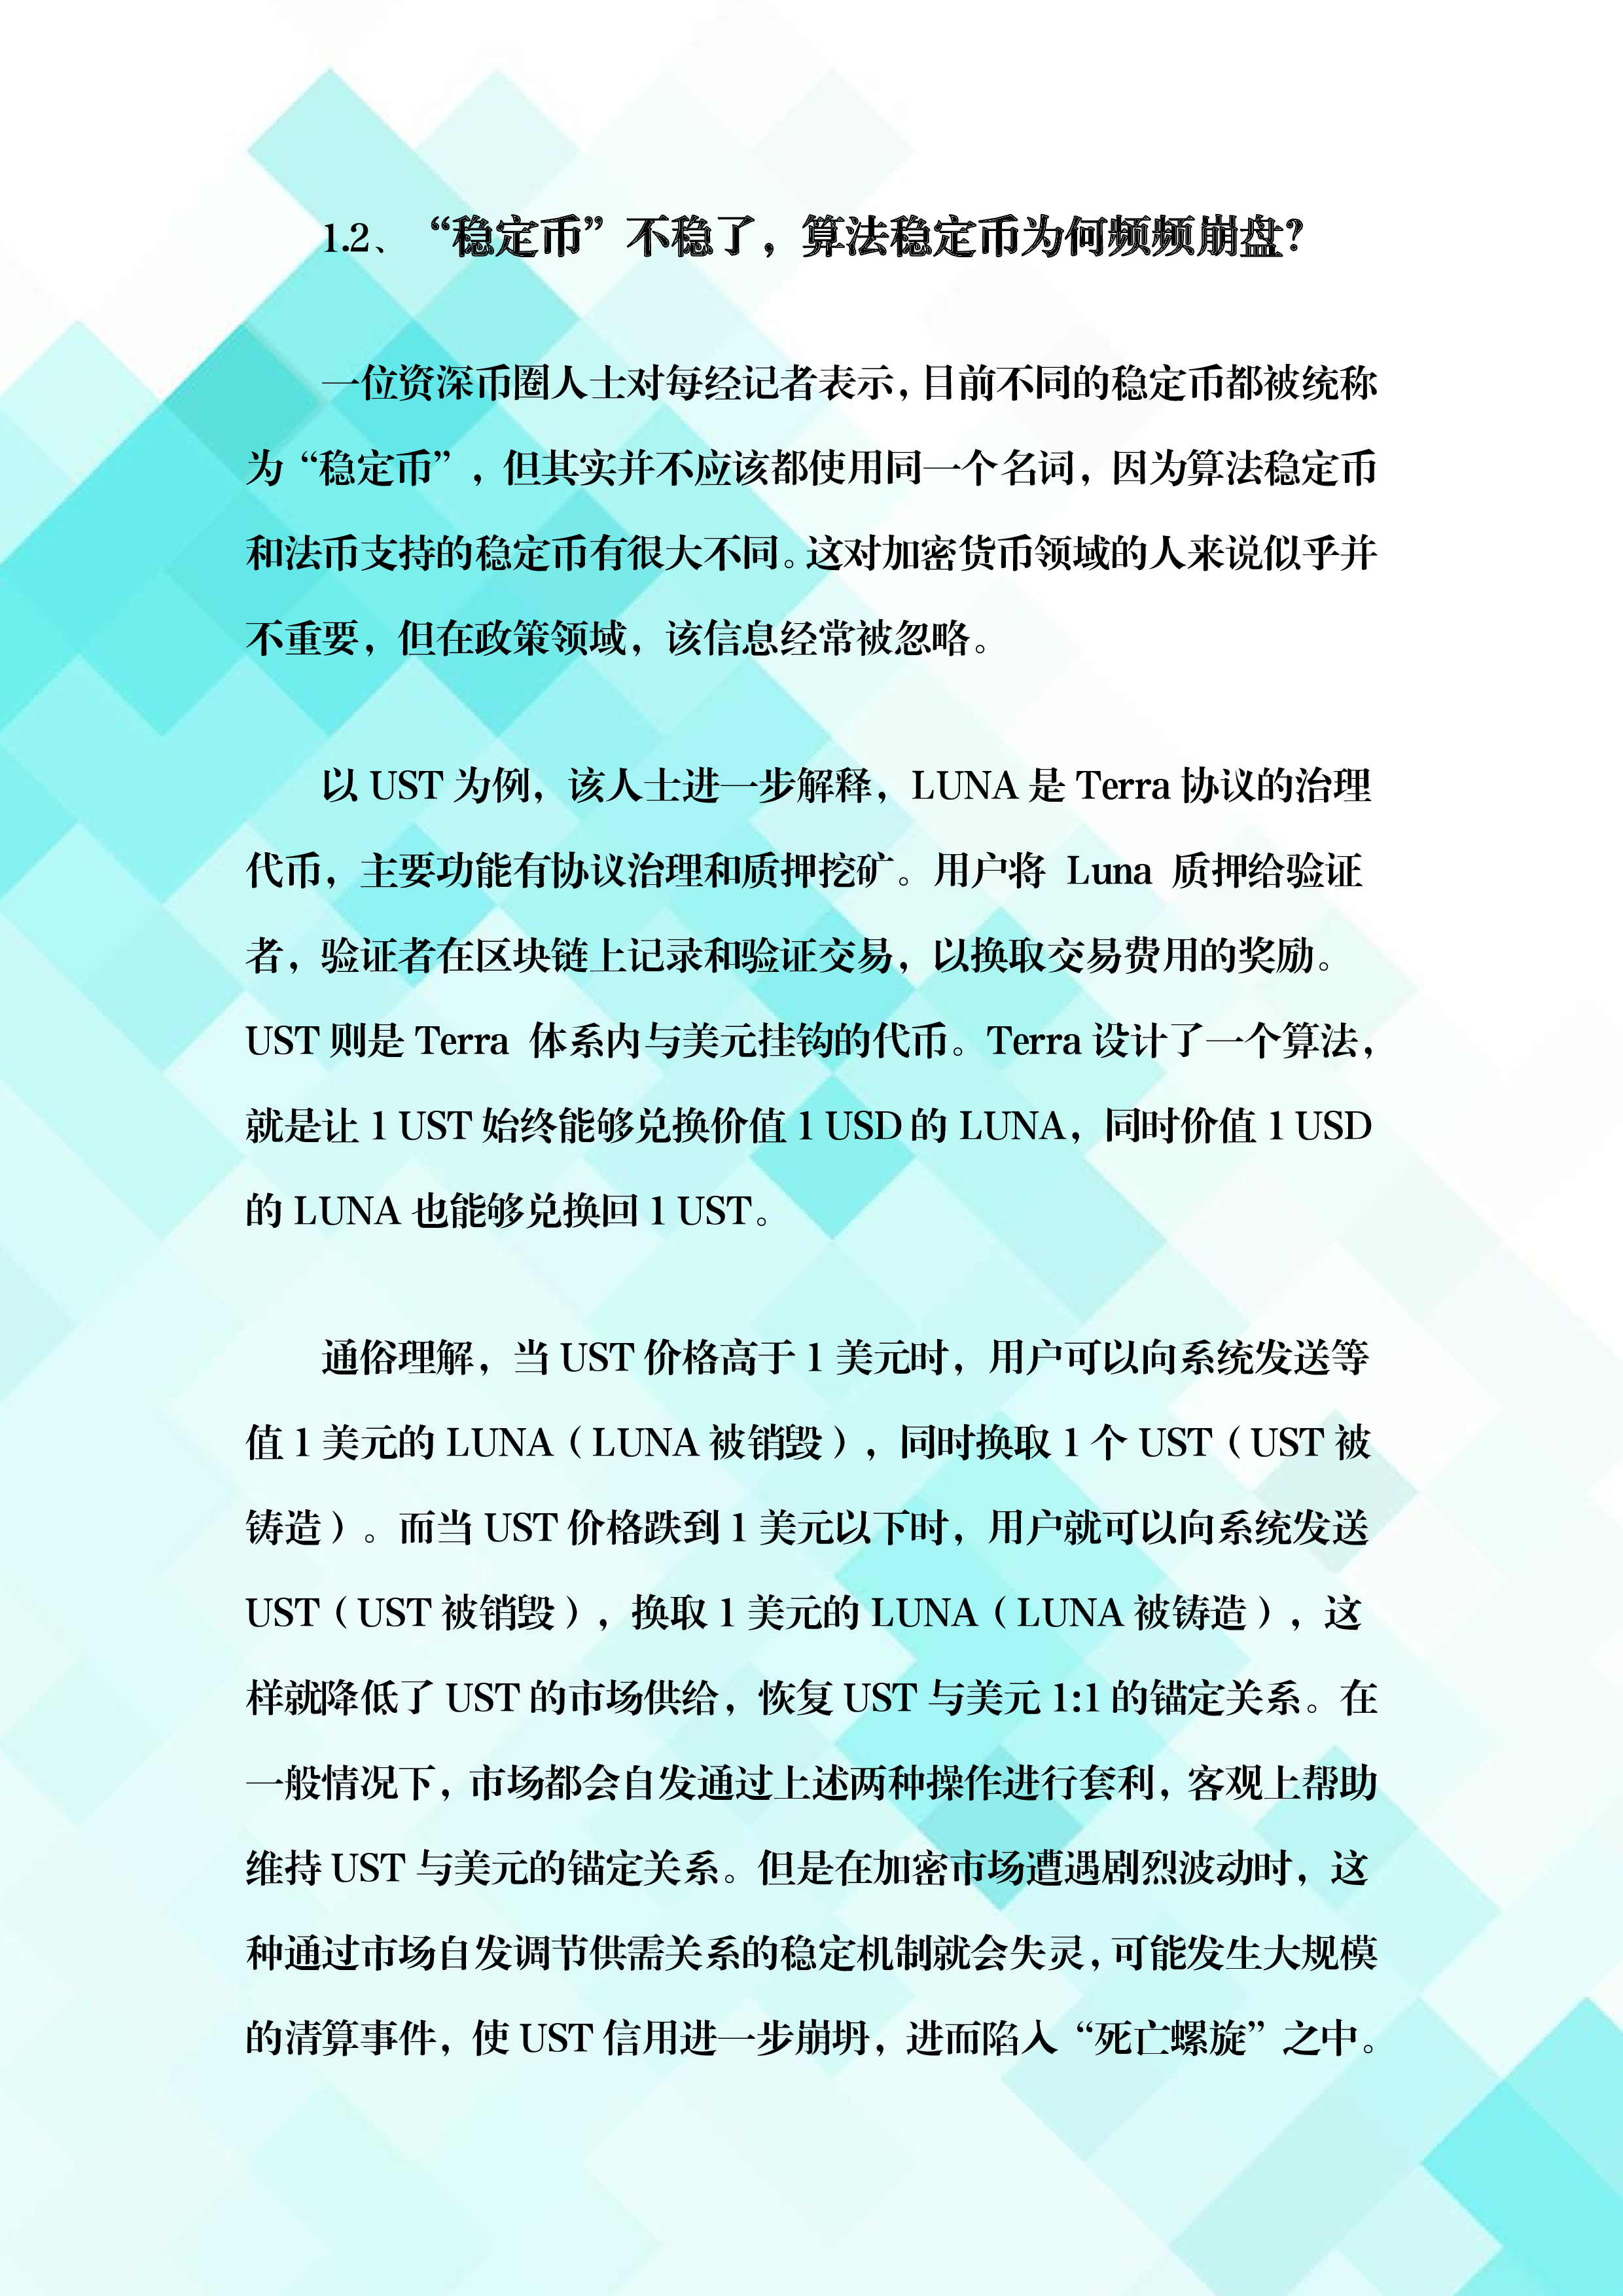 1.2、“稳定币”不稳了，算法稳定币为何频频崩盘？
一位资深币圈人士对每经记者表示，目前不同的稳定币都被统称
为“稳定币”，但其实并不应该都使用同一个名词，因为算法稳定币
和法币支持的稳定币有很大不同。这对加密货币领域的人来说似乎并
不重要，但在政策领域，该信息经常被忽略。
以 UST 为例，该人士进一步解释，LUNA 是 Terra 协议的治理
代币，主要功能有协议治理和质押挖矿。用户将 Luna 质押给验证
者，验证者在区块链上记录和验证交易，以换取交易费用的奖励。
UST 则是 Terra 体系内与美元挂钩的代币。Terra 设计了一个算法，
就是让 1 UST 始终能够兑换价值 1 USD 的 LUNA，同时价值 1 USD
的 LUNA 也能够兑换回 1 UST。
通俗理解，当 UST 价格高于 1 美元时，用户可以向系统发送等
值 1 美元的 LUNA（LUNA 被销毁），同时换取 1 个 UST（UST 被
铸造）。而当 UST 价格跌到 1 美元以下时，用户就可以向系统发送
UST（UST 被销毁），换取 1 美元的 LUNA（LUNA 被铸造），这
样就降低了 UST 的市场供给，恢复 UST 与美元 1:1 的锚定关系。在
一般情况下，市场都会自发通过上述两种操作进行套利，客观上帮助
维持 UST 与美元的锚定关系。但是在加密市场遭遇剧烈波动时，这
种通过市场自发调节供需关系的稳定机制就会失灵，可能发生大规模
的清算事件，使 UST 信用进一步崩坍，进而陷入“死亡螺旋”之中。